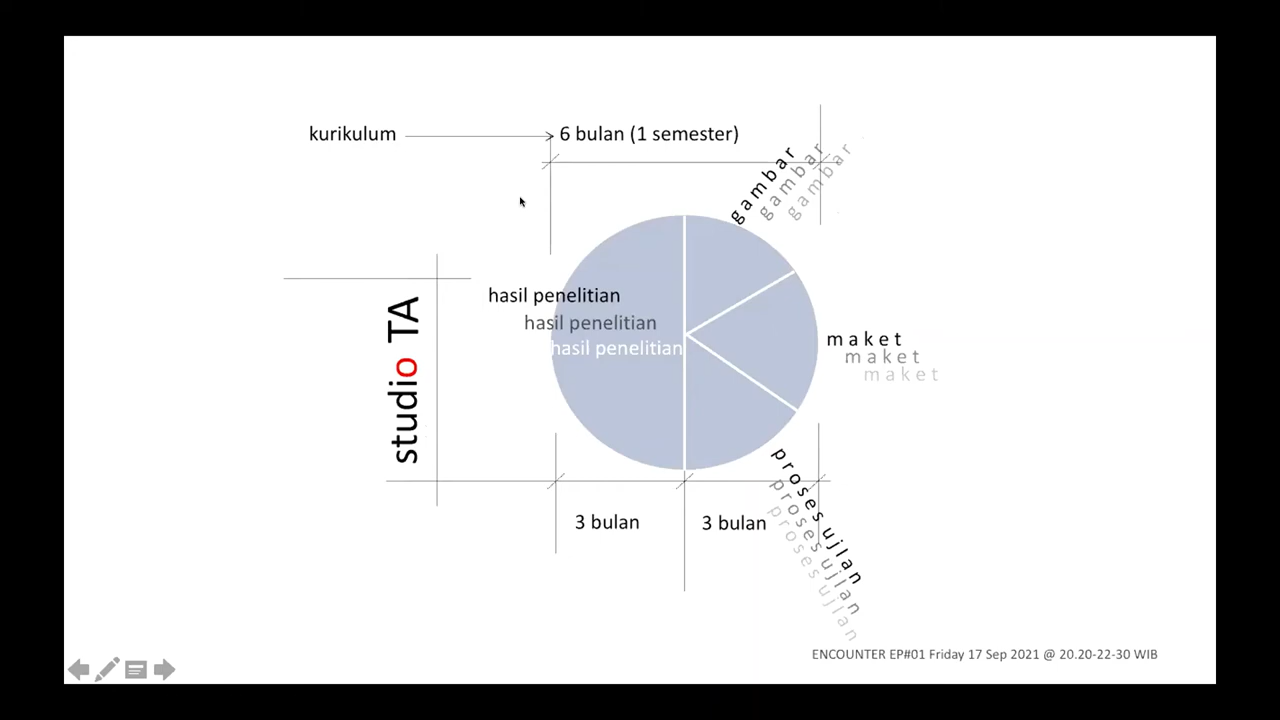 kurikulum
6 bulan (1 semester)
gambar
gambar
gambar
hasil penelitian
hasil penelitian
hasil penelitian
studio TA
maket
maket
maket
3 bulan
3 bulan
proses ujIan
proses ujIan
proses ujIan
ENCOUNTER EP#01 Friday 17 Sep 2021 @ 20.20-22-30 WIB